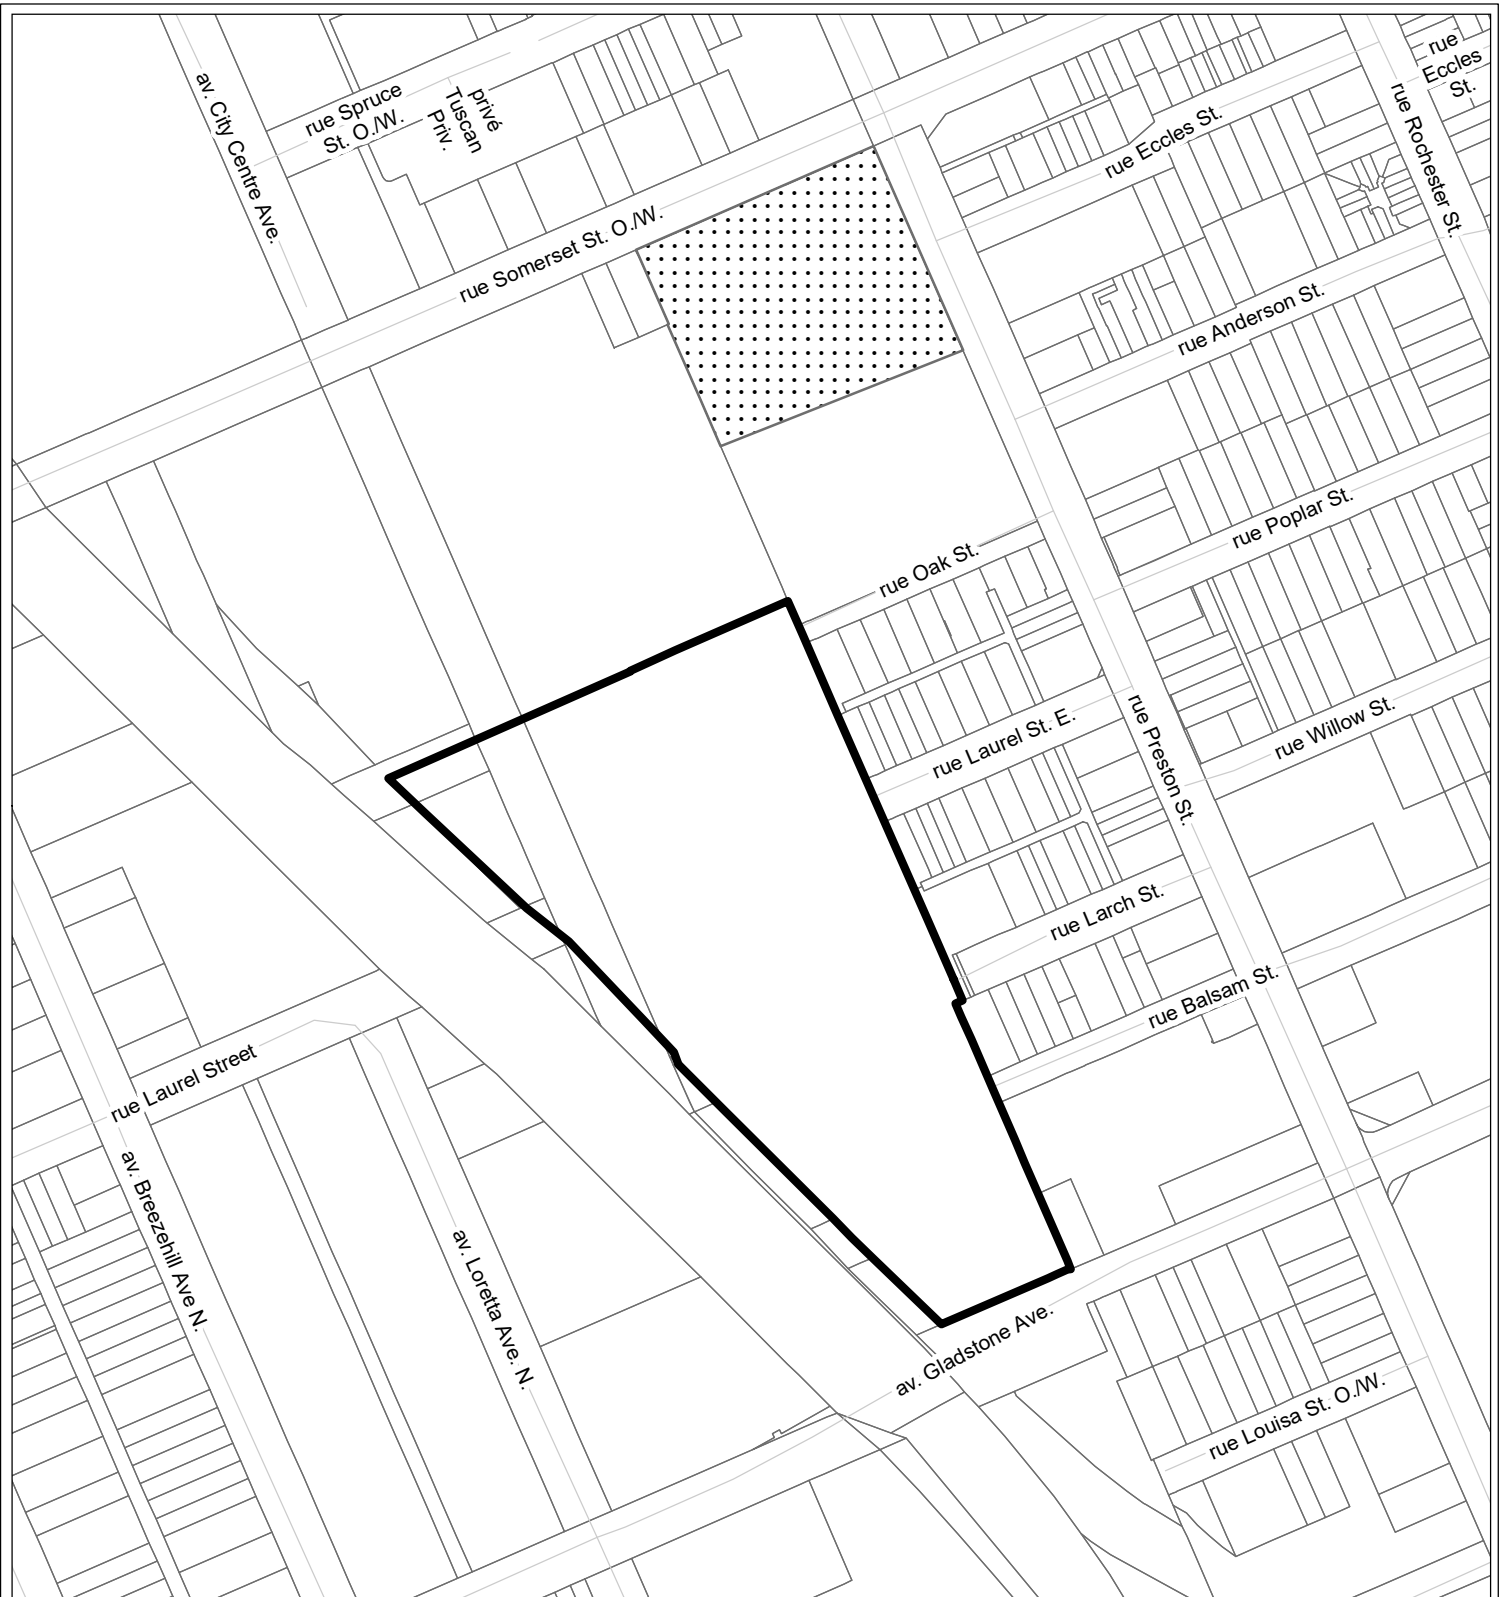 rue
Eccles
St.
av. City Centre Ave.
rue Spruce
St. O./W.
privé
Tuscan
Priv.
rue Rochester St.
rue Eccles St.
rue Somerset St. O./W.
rue Anderson St.
rue Poplar St.
rue Oak St.
rue Laurel St. E.
rue Preston St.
rue Willow St.
rue Larch St.
rue Balsam St.
rue Laurel Street
av. Breezehill Ave N.
av. Loretta Ave. N.
av. Gladstone Ave.
rue Louisa St. O./W.